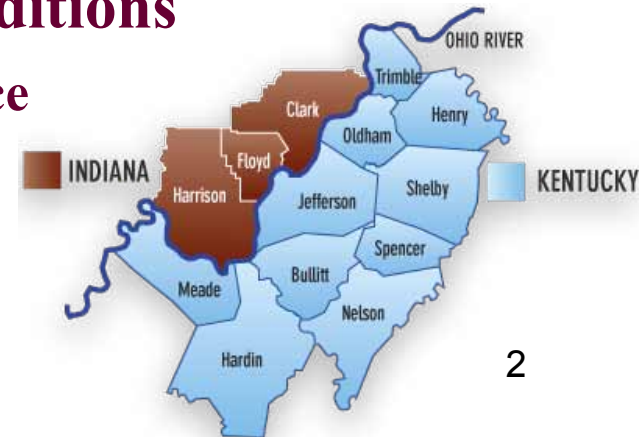 ditions
ce
OHIO RIVER
Trimble
Clark
Henry
Oldham
Floyd
INDIANA
KENTUCKY
Harrison
Jefferson
Shelby
Spencer
Bullitt
Meade
Nelson
Hardin
2